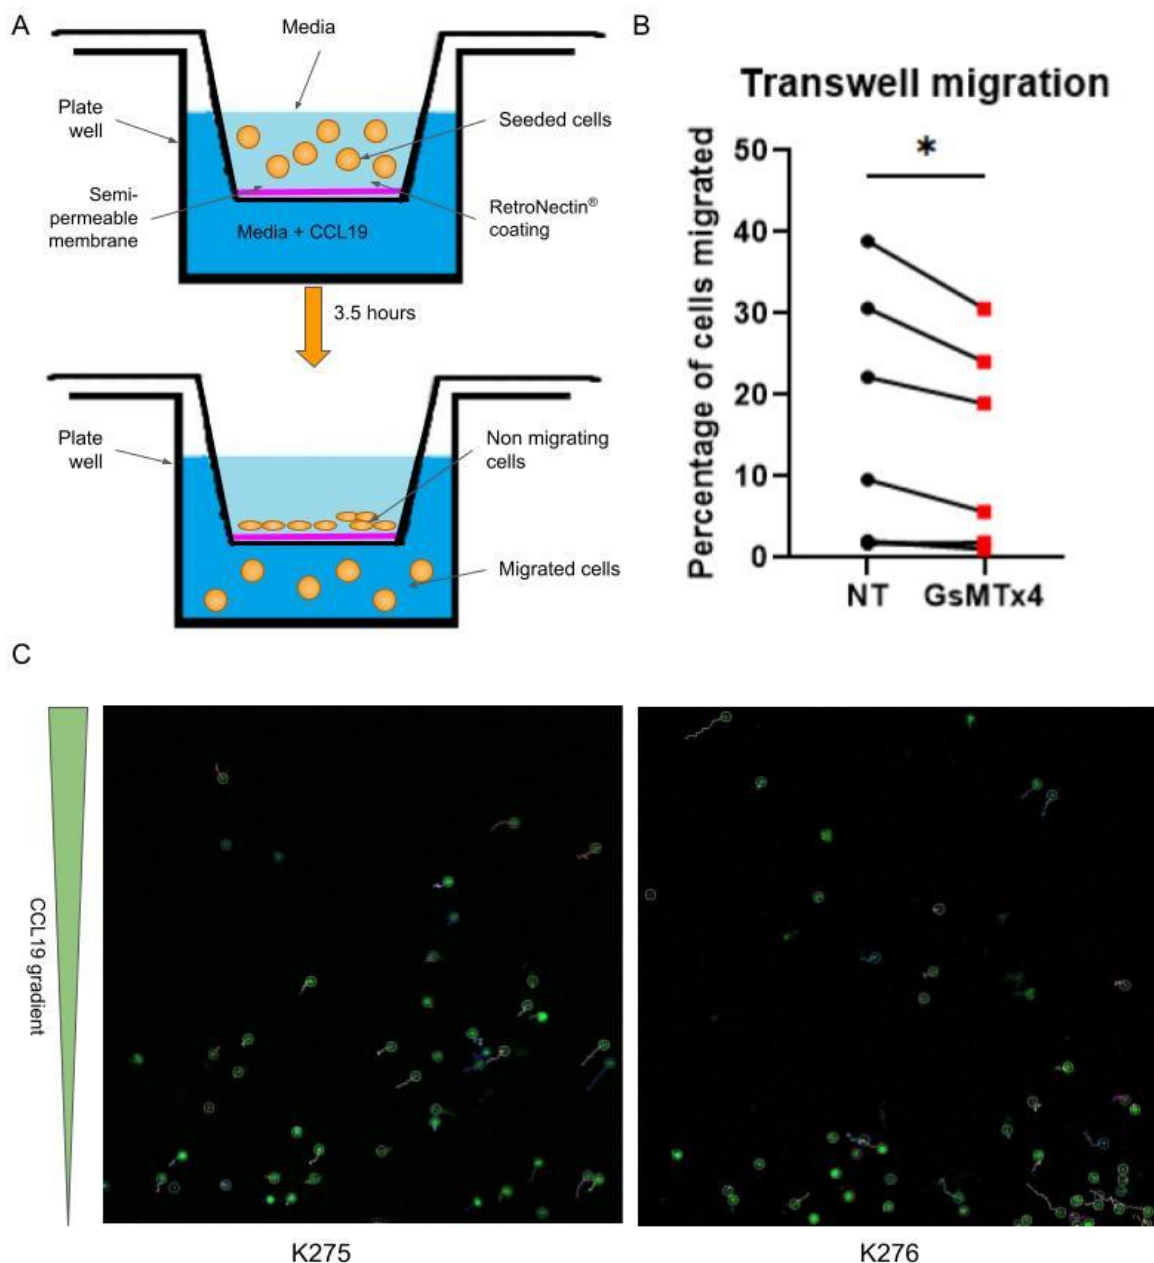 A
Media
Plate
well
Seeded cells
Semi-
permeable
membrane
RetroNectin®
coating
Media + CCL19
3.5 hours
Plate
well
Non migrating
cells
Migrated cells
B
Transwell migration
*
Percentage of cells migrated
50
40
30
20
10
0
NT GsMTx4
C
CCL19 gradient
K275
K276